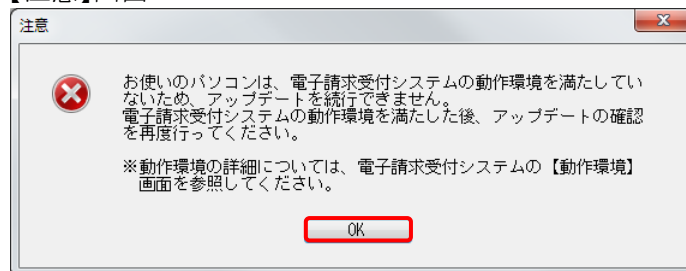 注意
お使いのパソコンは、電子請求受付システムの動作環境を満たしてい
ないため、アップデートを続行できません。
電子請求受付システムの動作環境を満たした後、アップデートの確認
を再度行ってください。
※動作環境の詳細については、電子請求受付システムの【動作環境】
画面を参照してください。
OK